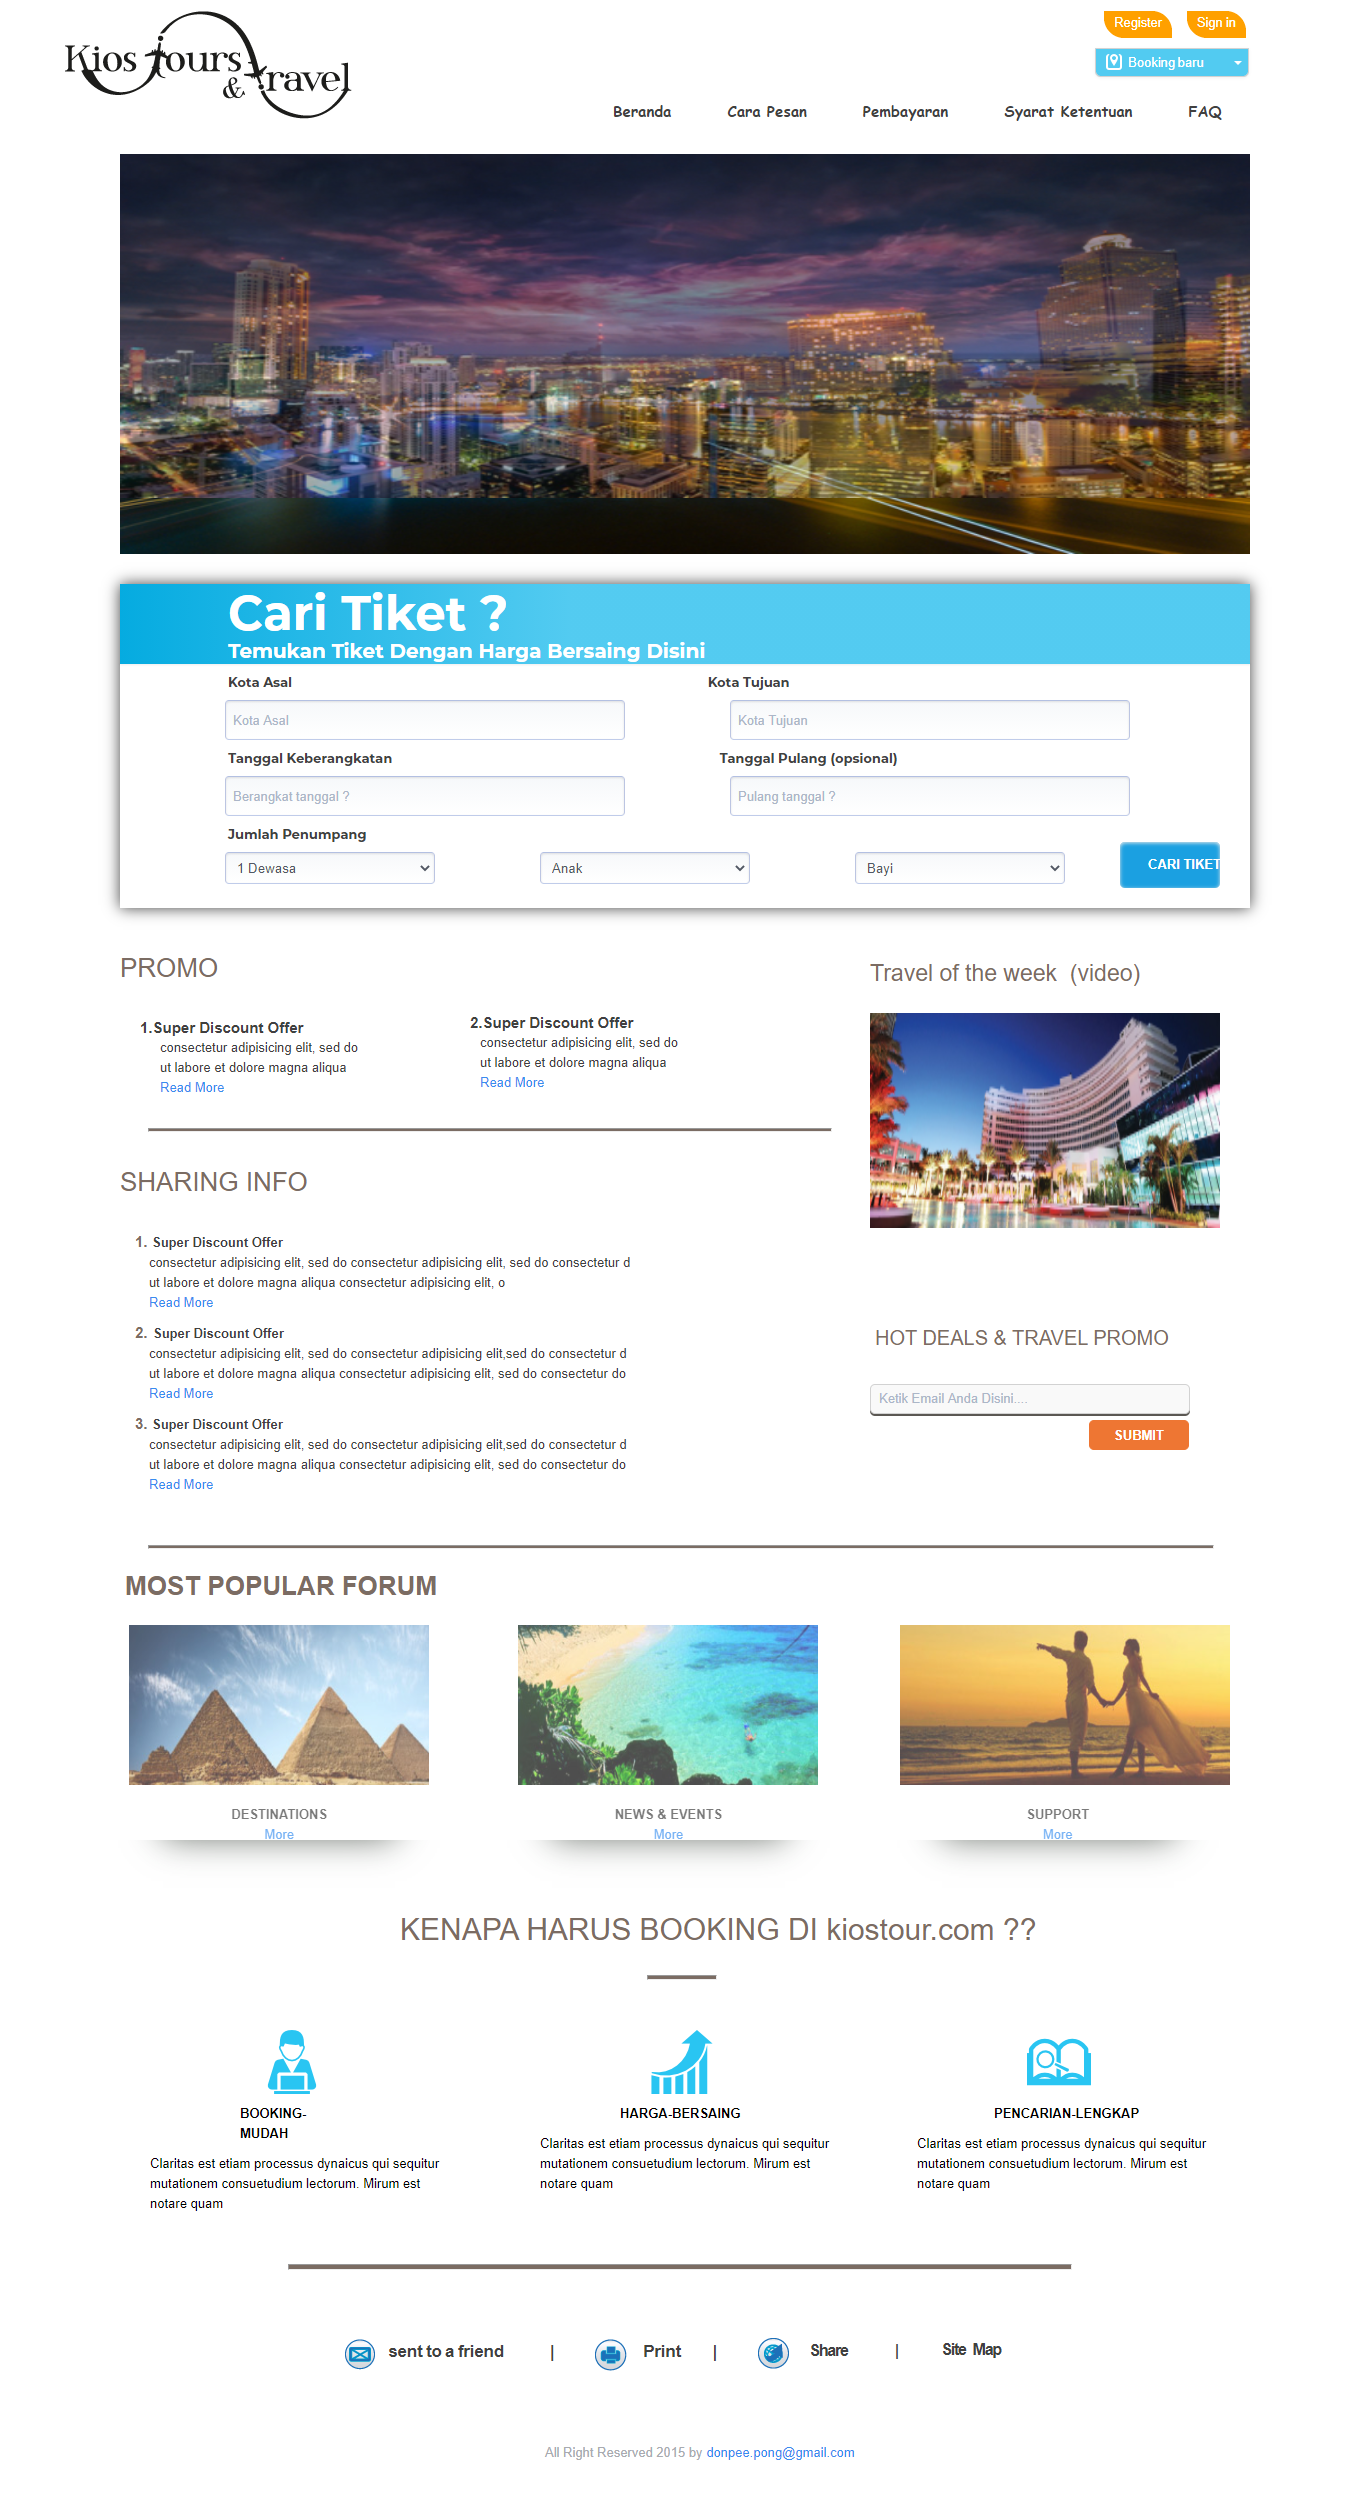 Kios Tours
& Travel
Register
Sign in
Booking baru
Beranda
Cara Pesan
Pembayaran
Syarat Ketentuan
FAQ
Cari Tiket ?
Temukan Tiket Dengan Harga Bersaing Disini
Kota Asal
Kota Tujuan
Kota Asal
Kota Tujuan
Tanggal Keberangkatan
Tanggal Pulang (opsional)
Berangkat tanggal ?
Pulang tanggal ?
Jumlah Penumpang
1 Dewasa
Anak
Bayi
CARI TIKET
PROMO
1.Super Discount Offer
consectetur adipisicing elit, sed do
ut labore et dolore magna aliqua
Read More
2.Super Discount Offer
consectetur adipisicing elit, sed do
ut labore et dolore magna aliqua
Read More
Travel of the week (video)
SHARING INFO
1. Super Discount Offer
consectetur adipisicing elit, sed do consectetur adipisicing elit, sed do consectetur d
ut labore et dolore magna aliqua consectetur adipisicing elit, o
Read More
2. Super Discount Offer
consectetur adipisicing elit, sed do consectetur adipisicing elit,sed do consectetur d
ut labore et dolore magna aliqua consectetur adipisicing elit, sed do consectetur do
Read More
3. Super Discount Offer
consectetur adipisicing elit, sed do consectetur adipisicing elit,sed do consectetur d
ut labore et dolore magna aliqua consectetur adipisicing elit, sed do consectetur do
Read More
HOT DEALS & TRAVEL PROMO
Ketik Email Anda Disini....
SUBMIT
MOST POPULAR FORUM
DESTINATIONS
More
NEWS & EVENTS
More
SUPPORT
More
KENAPA HARUS BOOKING DI kiostour.com ??
BOOKING-
MUDAH
Claritas est etiam processus dynaicus qui sequitur
mutationem consuetudium lectorum. Mirum est
notare quam
HARGA-BERSAING
Claritas est etiam processus dynaicus qui sequitur
mutationem consuetudium lectorum. Mirum est
notare quam
PENCARIAN-LENGKAP
Claritas est etiam processus dynaicus qui sequitur
mutationem consuetudium lectorum. Mirum est
notare quam
sent to a friend | Print | Share | Site Map
All Right Reserved 2015 by donpee.pong@gmail.com